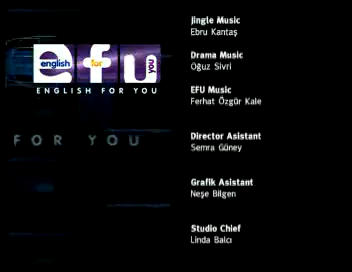 efu
english for you
ENGLISH FOR YOU
FOR YOU
Jingle Music
Ebru Kantaş
Drama Music
Oğuz Sivri
EFU Music
Ferhat Özgür Kale
Director Asistant
Semra Güney
Grafik Asistant
Neşe Bilgen
Studio Chief
Linda Balcı